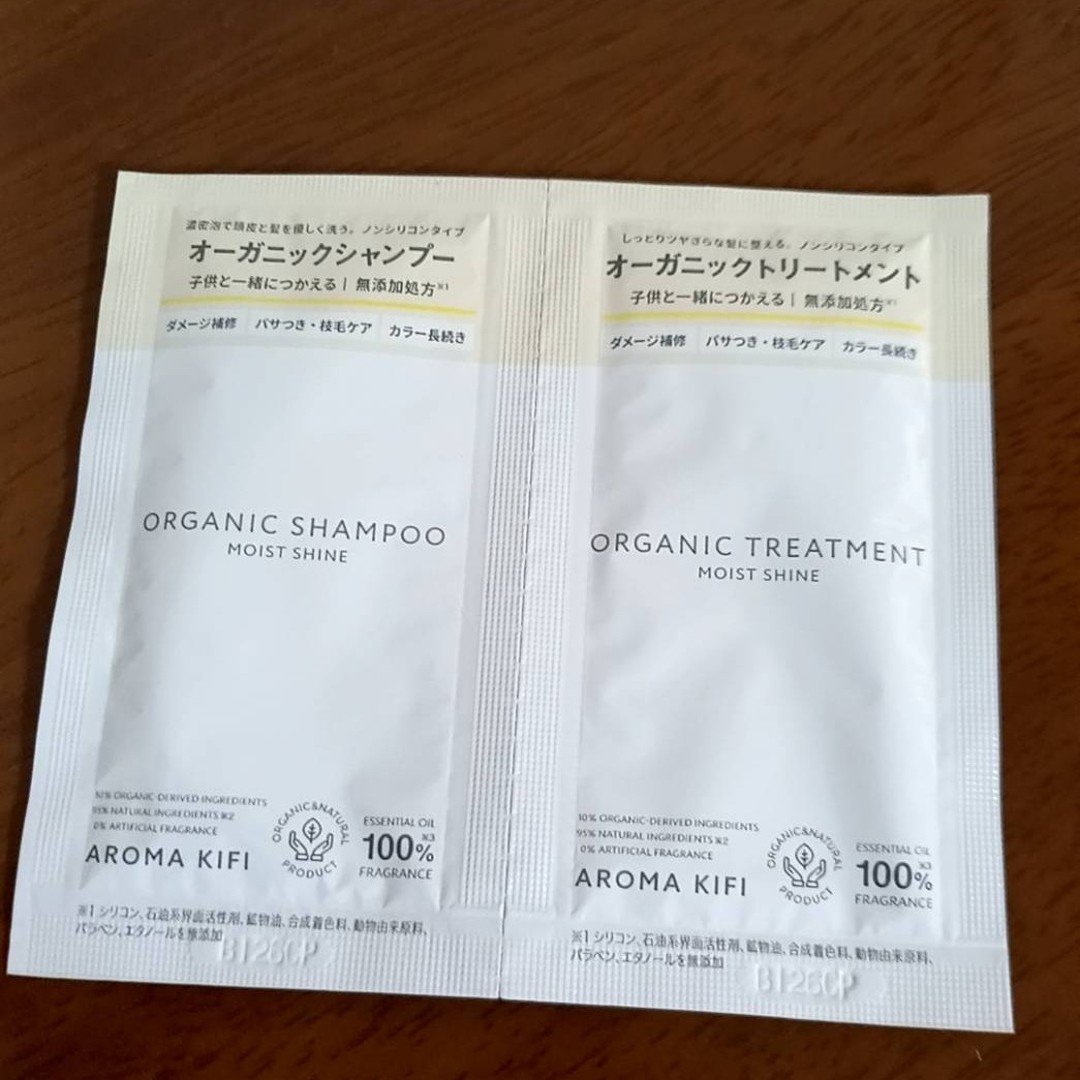 濃密泡で頭皮と髪を優しく洗う。ノンシリコンタイプ
オーガニックシャンプー
子供と一緒につかえる | 無添加処方※1
ダメージ補修 パサつき・枝毛ケア カラー長続き
ORGANIC SHAMPOO
MOIST SHINE
10% ORGANIC-DERIVED INGREDIENTS
95% NATURAL INGREDIENTS ※2
0% ARTIFICIAL FRAGRANCE
AROMA KIFI
ORGANIC&NATURAL PRODUCT
ESSENTIAL OIL
100%※3
FRAGRANCE
※1 シリコン、石油系界面活性剤、鉱物油、合成着色料、動物由来原料、
パラベン、エタノールを無添加
B126CP
しっとりツヤさらな髪に整える。ノンシリコンタイプ
オーガニックトリートメント
子供と一緒につかえる | 無添加処方※1
ダメージ補修 パサつき・枝毛ケア カラー長続き
ORGANIC TREATMENT
MOIST SHINE
10% ORGANIC-DERIVED INGREDIENTS
95% NATURAL INGREDIENTS ※2
0% ARTIFICIAL FRAGRANCE
AROMA KIFI
ORGANIC&NATURAL PRODUCT
ESSENTIAL OIL
100%※3
FRAGRANCE
※1 シリコン、石油系界面活性剤、鉱物油、合成着色料、動物由来原料、
パラベン、エタノールを無添加
B126CP